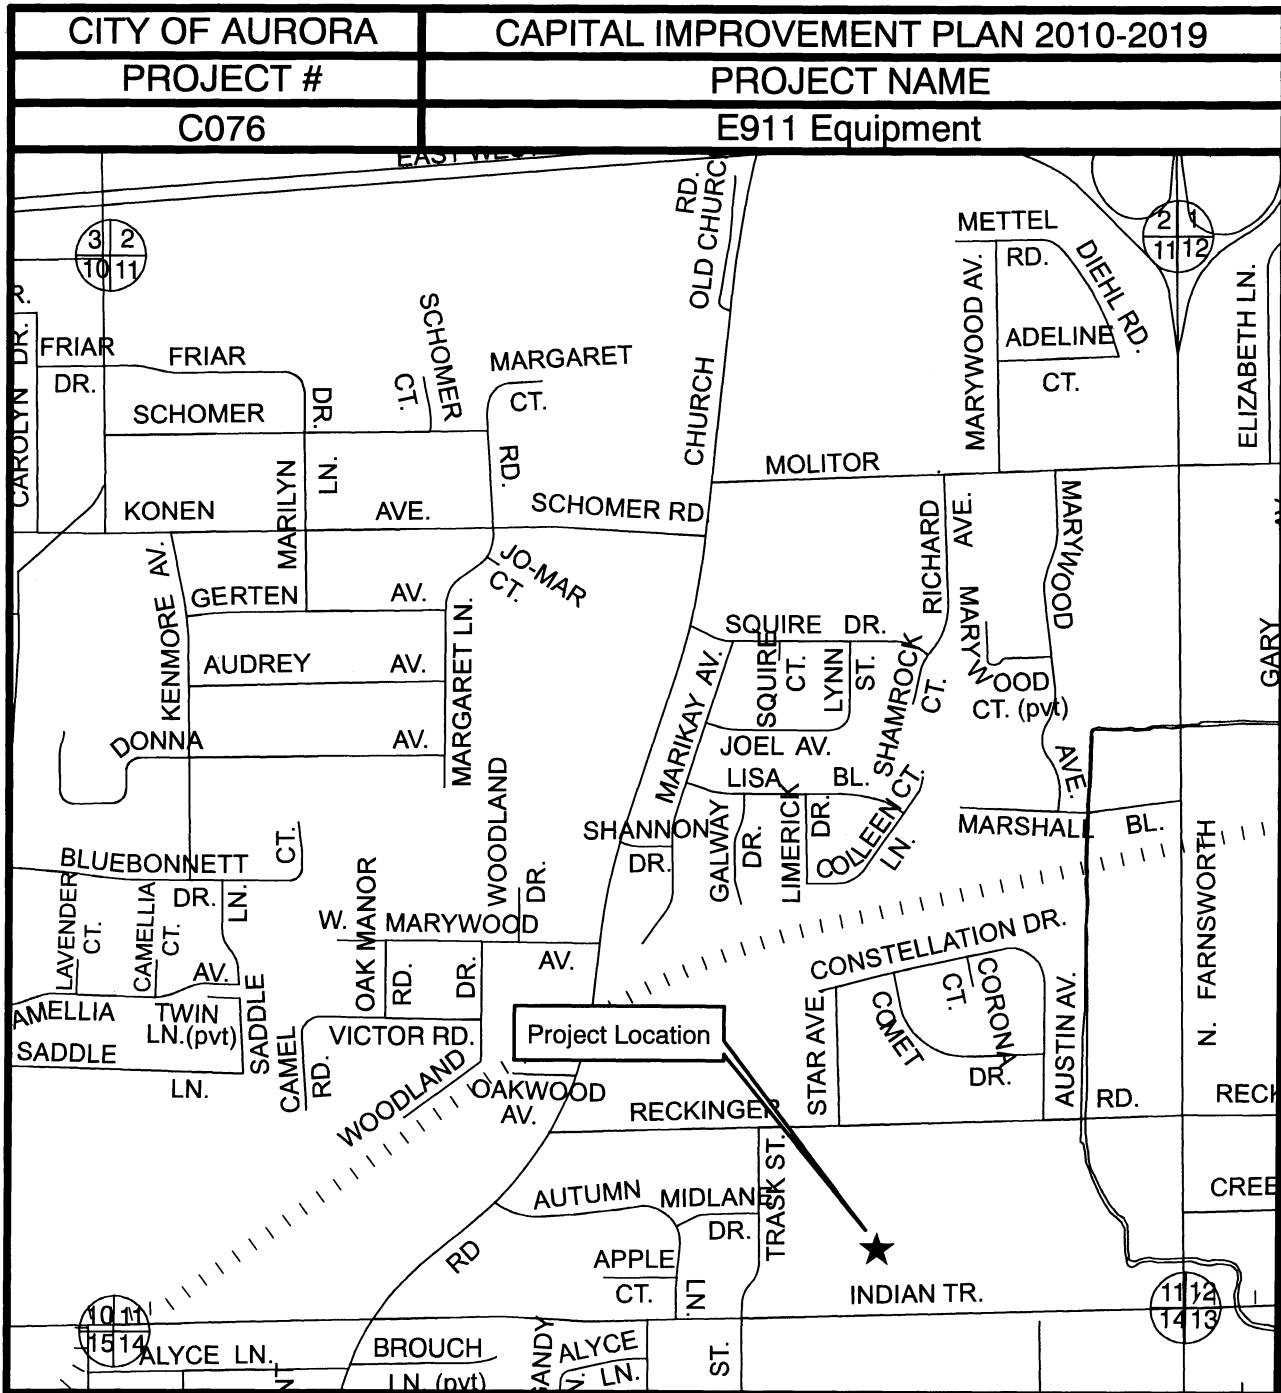 CITY OF AURORA
CAPITAL IMPROVEMENT PLAN 2010-2019
PROJECT #
PROJECT NAME
C076
E911 Equipment
RD.
OLD CHURC
METTEL
RD.
DIEHL RD.
2 1
11 12
3 2
10 11
MARYWOOD AV.
ADELINE
CT.
ELIZABETH LN.
R.
CAROLYN DR.
FRIAR
DR.
FRIAR
DR.
SCHOMER
CT.
MARGARET
CT.
SCHOMER
CHURCH
MOLITOR
MARILYN
LN.
RD.
KONEN
AVE.
SCHOMER RD.
RICHARD
AVE.
MARYWOOD
KENMORE AV.
JO-MAR
CT.
GERTEN
AV.
MARGARET LN.
SQUIRE DR.
SQUIRE
CT.
LYNN
ST.
SHAMROCK
CT.
MARYWOOD
CT. (pvt)
GARY
AUDREY
AV.
MARIKAY AV.
DONNA
AV.
JOEL AV.
LISA BL.
AVE.
WOODLAND
DR.
SHANNON
DR.
GALWAY
DR.
LIMERICK
DR.
COLLEEN CT.
LN.
MARSHALL BL.
N. FARNSWORTH
BLUEBONNETT
CT.
DR.
LN.
LAVENDER
CT.
CAMELLIA
CT.
AV.
W. MARYWOOD
AV.
OAK MANOR
RD.
DR.
CONSTELLATION DR.
CORONA
CT.
COMET
DR.
STAR AVE.
AUSTIN AV.
AMELLIA
TWIN
LN.(pvt)
SADDLE
SADDLE
LN.
CAMEL
RD.
VICTOR RD.
Project Location
WOODLAND
OAKWOOD
AV.
RECKINGER
RD.
RECK
TRASK ST.
AUTUMN
MIDLANE
DR.
CREE
RD
APPLE
CT.
LN.
INDIAN TR.
10 11
15 14
11 12
14 13
ALYCE LN.
BROUCH
LN. (pvt)
ALYCE
LN.
ST.